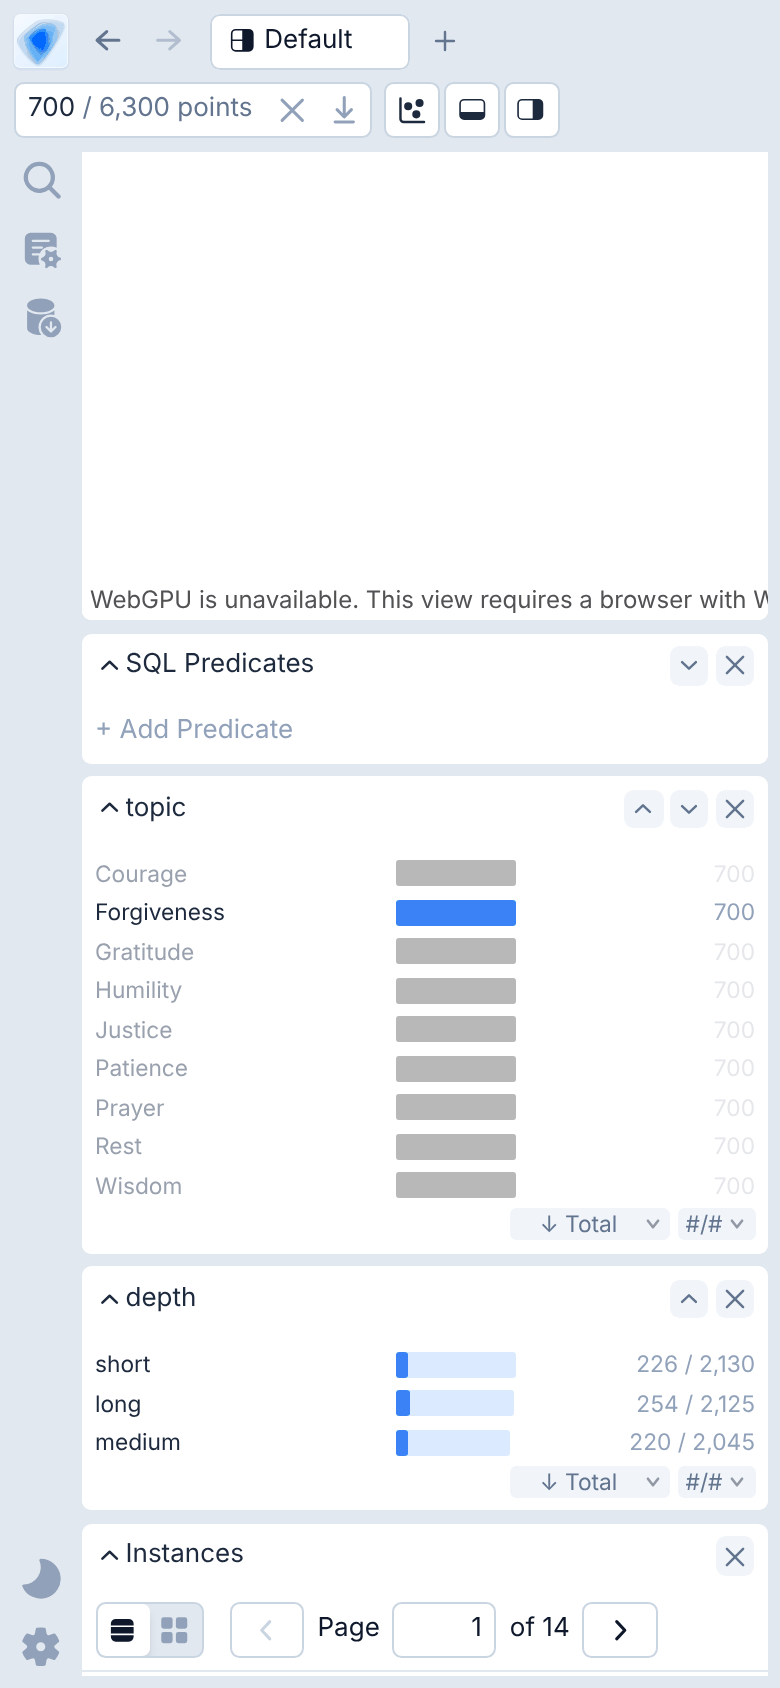 Default
700 / 6,300 points
WebGPU is unavailable. This view requires a browser with
SQL Predicates
+ Add Predicate
topic
Courage 700
Forgiveness 700
Gratitude 700
Humility 700
Justice 700
Patience 700
Prayer 700
Rest 700
Wisdom 700
↓ Total #/#
depth
short 226 / 2,130
long 254 / 2,125
medium 220 / 2,045
↓ Total #/#
Instances
Page 1 of 14